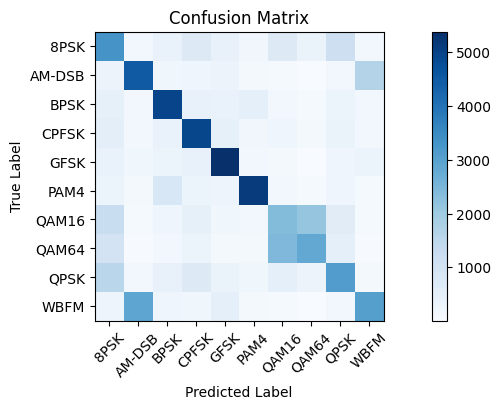 Confusion Matrix
True Label
8PSK
AM-DSB
BPSK
CPFSK
GFSK
PAM4
QAM16
QAM64
QPSK
WBFM
8PSK
AM-DSB
BPSK
CPFSK
GFSK
PAM4
QAM16
QAM64
QPSK
WBFM
Predicted Label
5000
4000
3000
2000
1000